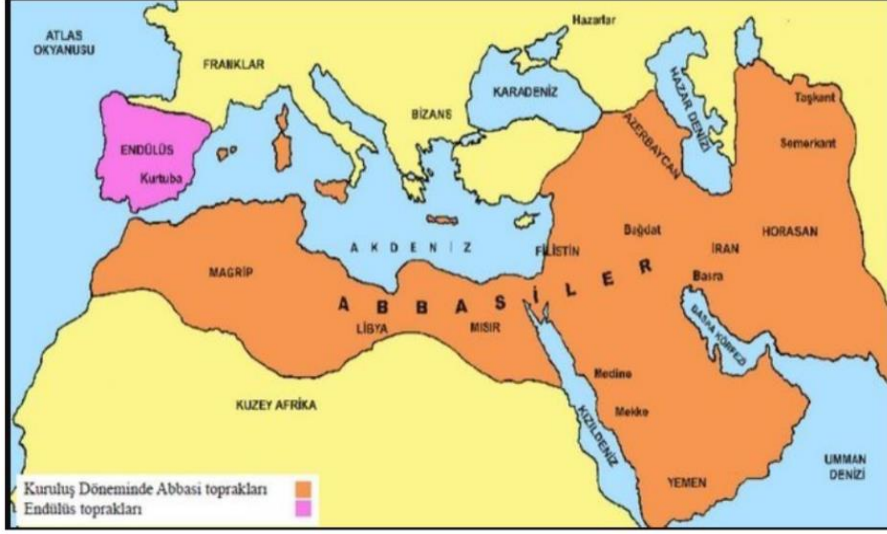 ATLAS
OKYANUSU
FRANKLAR
Hazarlar
KARADENİZ
BİZANS
HAZAR DENİZİ
AZERBAYCAN
Taşkent
Semerkant
ENDÜLÜS
Kurtuba
AKDENİZ
FİLİSTİN
Bağdat
İRAN
HORASAN
Basra
MAGRİP
ABBASİLER
LİBYA
MISIR
BASRA KÖRFEZİ
Medine
Mekke
KIZILDENİZ
KUZEY AFRİKA
YEMEN
UMMAN
DENİZİ
Kuruluş Döneminde Abbasi toprakları
Endülüs toprakları